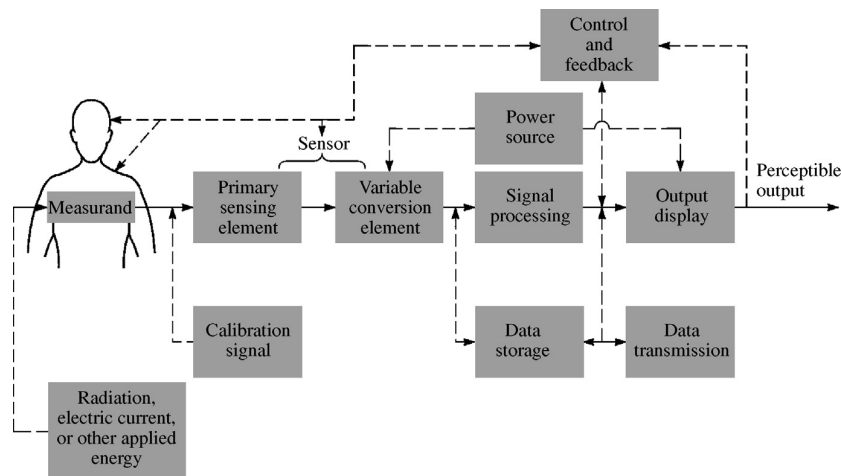 Control
and
feedback
Power
source
Sensor
Perceptible
output
Measurand
Primary
sensing
element
Variable
conversion
element
Signal
processing
Output
display
Calibration
signal
Data
storage
Data
transmission
Radiation,
electric current,
or other applied
energy